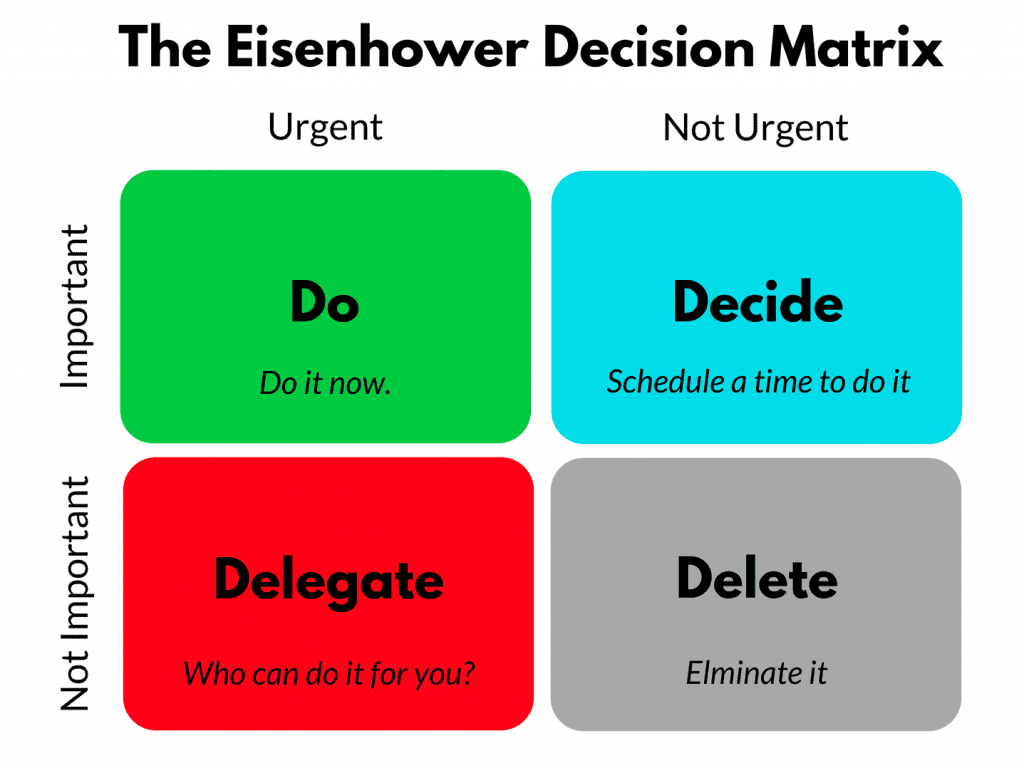 The Eisenhower Decision Matrix
Urgent
Not Urgent
Important
Do
Do it now.
Decide
Schedule a time to do it
Not Important
Delegate
Who can do it for you?
Delete
Elminate it